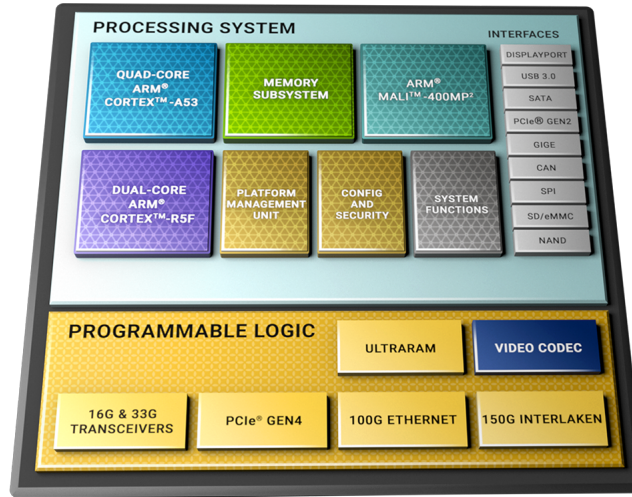 PROCESSING SYSTEM
INTERFACES
QUAD-CORE
ARM®
CORTEX™-A53
MEMORY
SUBSYSTEM
ARM®
MALI™-400MP²
DISPLAYPORT
USB 3.0
SATA
PCIe® GEN2
GIGE
CAN
SPI
SD/eMMC
NAND
DUAL-CORE
ARM®
CORTEX™-R5F
PLATFORM
MANAGEMENT
UNIT
CONFIG
AND
SECURITY
SYSTEM
FUNCTIONS
PROGRAMMABLE LOGIC
ULTRARAM
VIDEO CODEC
16G & 33G
TRANSCEIVERS
PCIe® GEN4
100G ETHERNET
150G INTERLAKEN